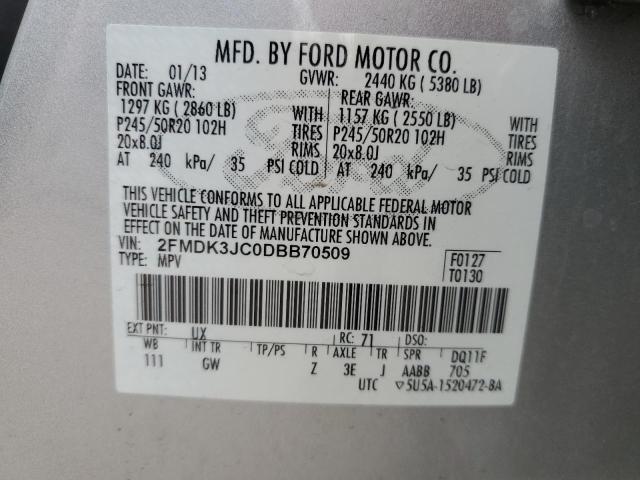 MFD. BY FORD MOTOR CO.
DATE: 01/13 GVWR: 2440 KG ( 5380 LB)
FRONT GAWR: REAR GAWR:
1297 KG ( 2860 LB) WITH 1157 KG ( 2550 LB) WITH
P245/50R20 102H TIRES P245/50R20 102H TIRES
20x8.0J RIMS 20x8.0J RIMS
AT 240 kPa/ 35 PSI COLD AT 240 kPa/ 35 PSI COLD
Ford
THIS VEHICLE CONFORMS TO ALL APPLICABLE FEDERAL MOTOR
VEHICLE SAFETY AND THEFT PREVENTION STANDARDS IN
EFFECT ON THE DATE OF MANUFACTURE SHOWN ABOVE.
VIN: 2FMDK3JC0DBB70509 F0127
TYPE: MPV T0130
EXT PNT: UX RC: 71 DSO:
WB INT TR TP/PS R AXLE TR SPR DQ11F
111 GW Z 3E J AABB 705
UTC 5U5A-1520472-BA